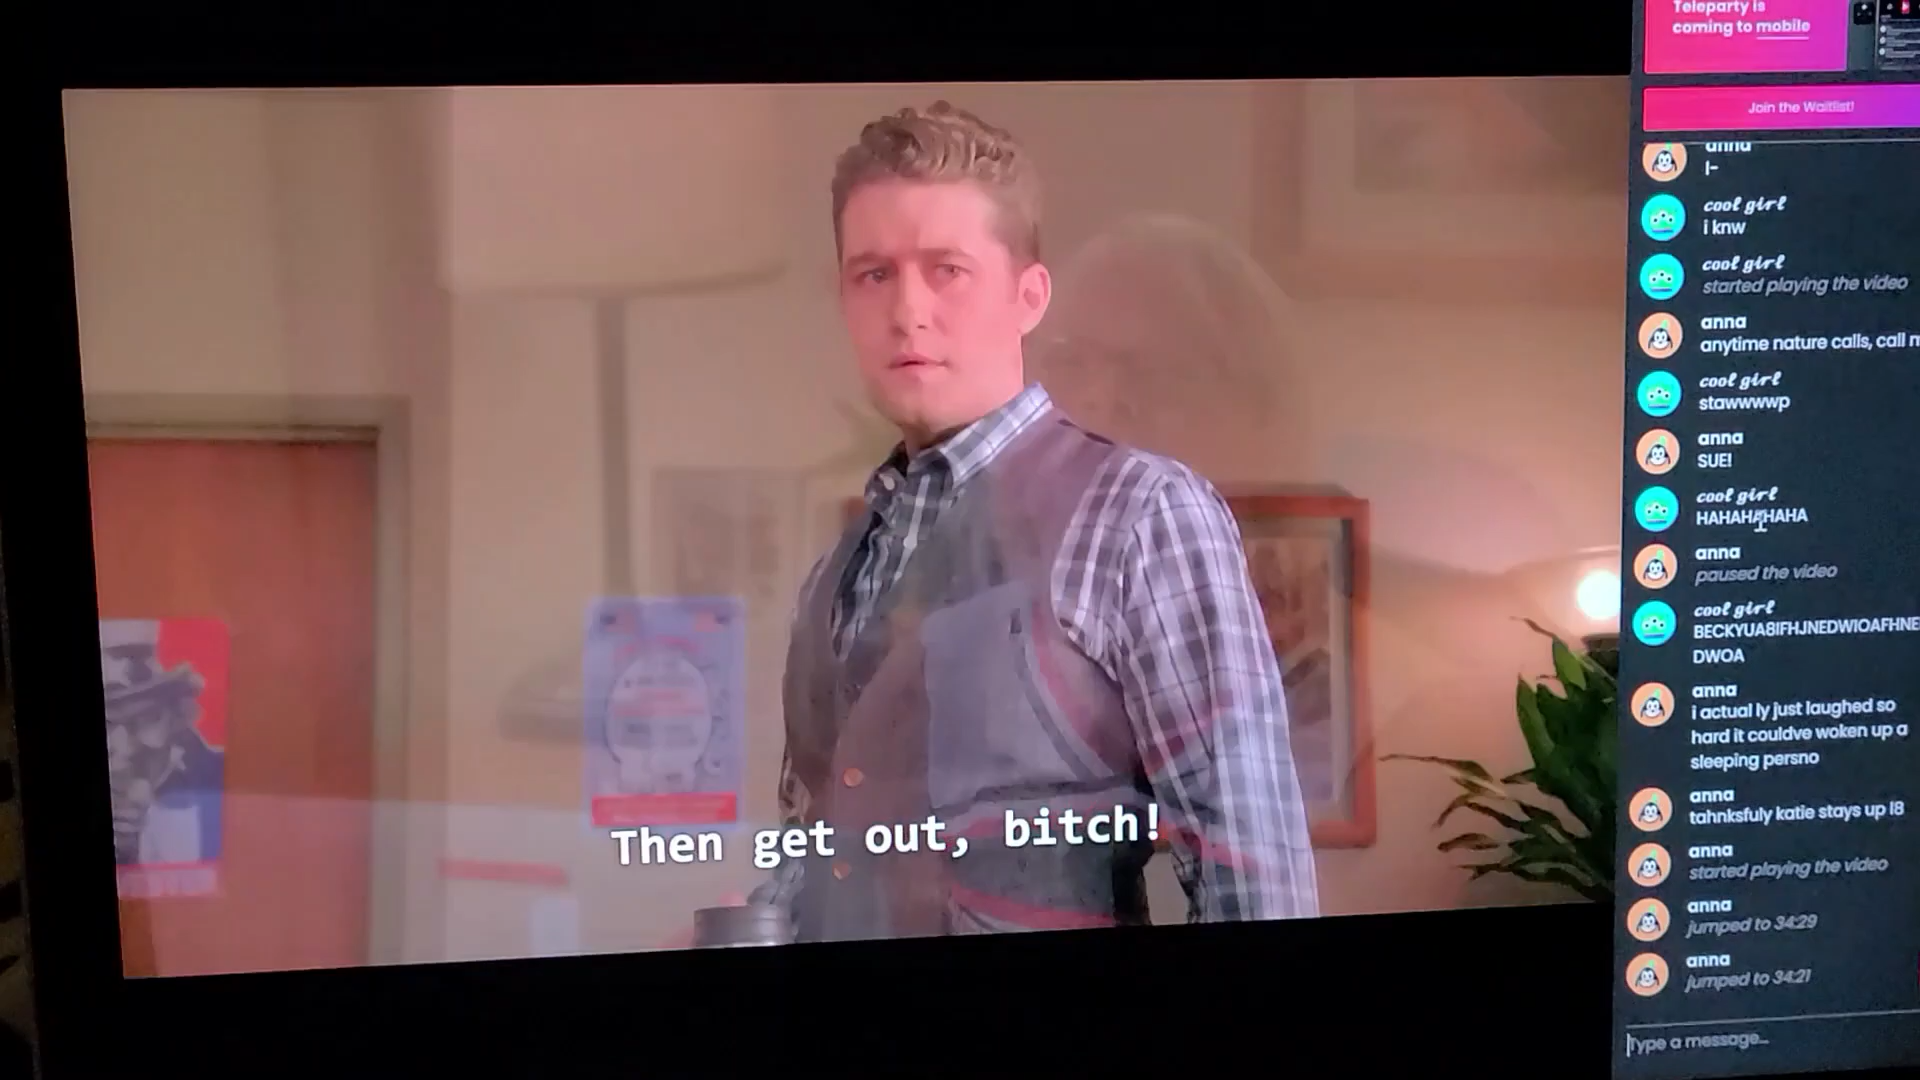 Teleparty is
coming to mobile
Join the Waitlist!
anna
I-
cool girl
i knw
cool girl
started playing the video
anna
anytime nature calls, call
cool girl
stawwwwp
anna
SUE!
cool girl
HAHAHAHAHA
anna
paused the video
cool girl
BECKYUA8IFHJNEDWIOAFHNE
DWOA
anna
i actual ly just laughed so
hard it couldve woken up a
sleeping persno
anna
tahnksfuly katie stays up l8
anna
started playing the video
anna
jumped to 34:29
anna
jumped to 34:21
Type a message...
Then get out, bitch!